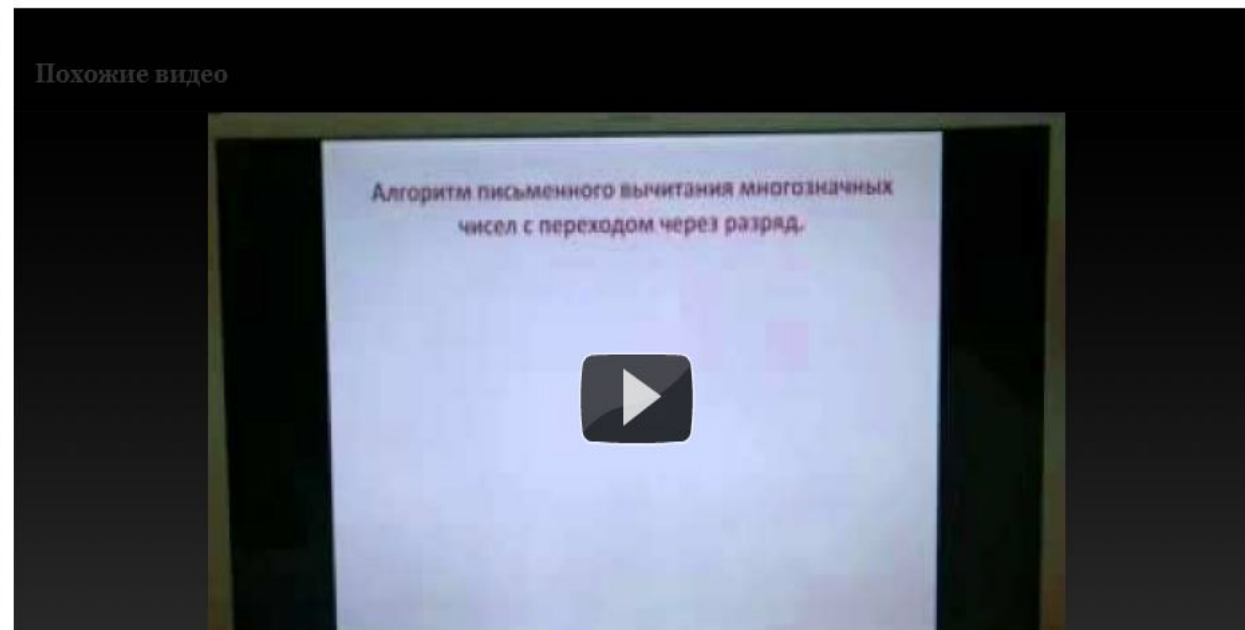 Похожие видео
Алгоритм письменного вычитания многозначных
чисел с переходом через разряд.